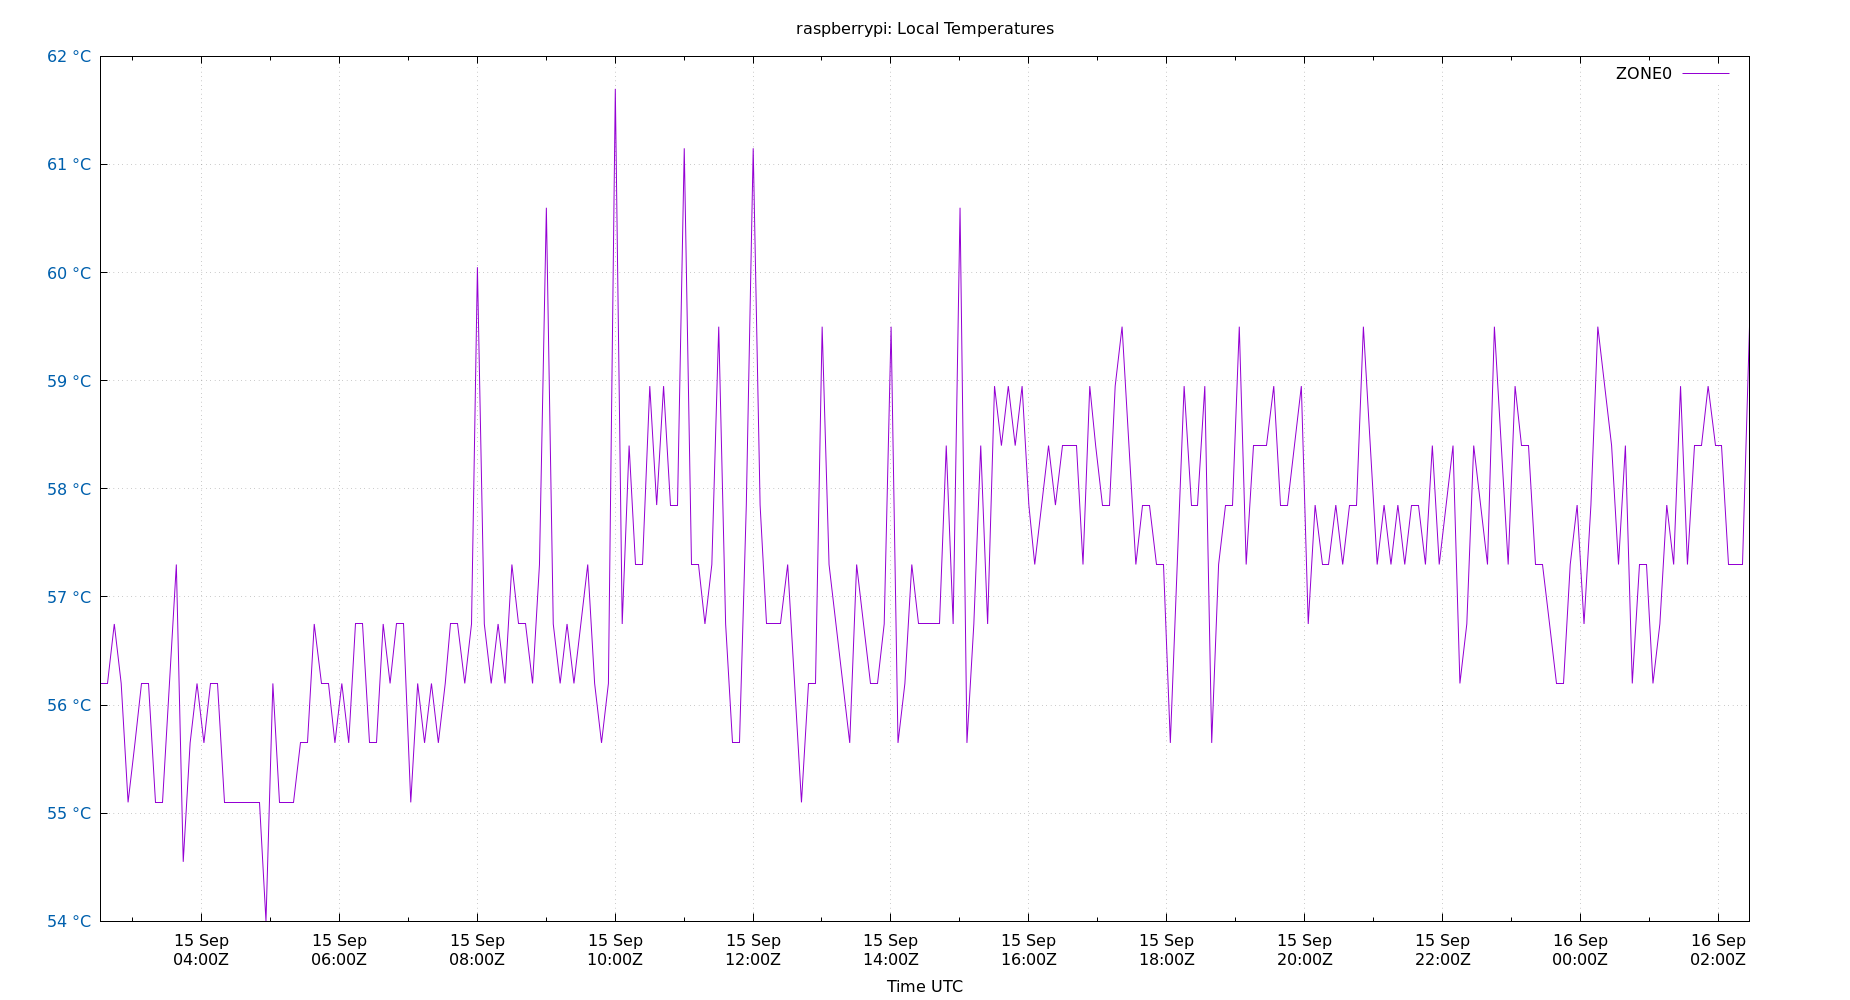 raspberrypi: Local Temperatures
62 °C
ZONE0
61 °C
60 °C
59 °C
58 °C
57 °C
56 °C
55 °C
54 °C
15 Sep 15 Sep 15 Sep 15 Sep 15 Sep 15 Sep 15 Sep 15 Sep 15 Sep 15 Sep 16 Sep 16 Sep
04:00Z 06:00Z 08:00Z 10:00Z 12:00Z 14:00Z 16:00Z 18:00Z 20:00Z 22:00Z 00:00Z 02:00Z
Time UTC